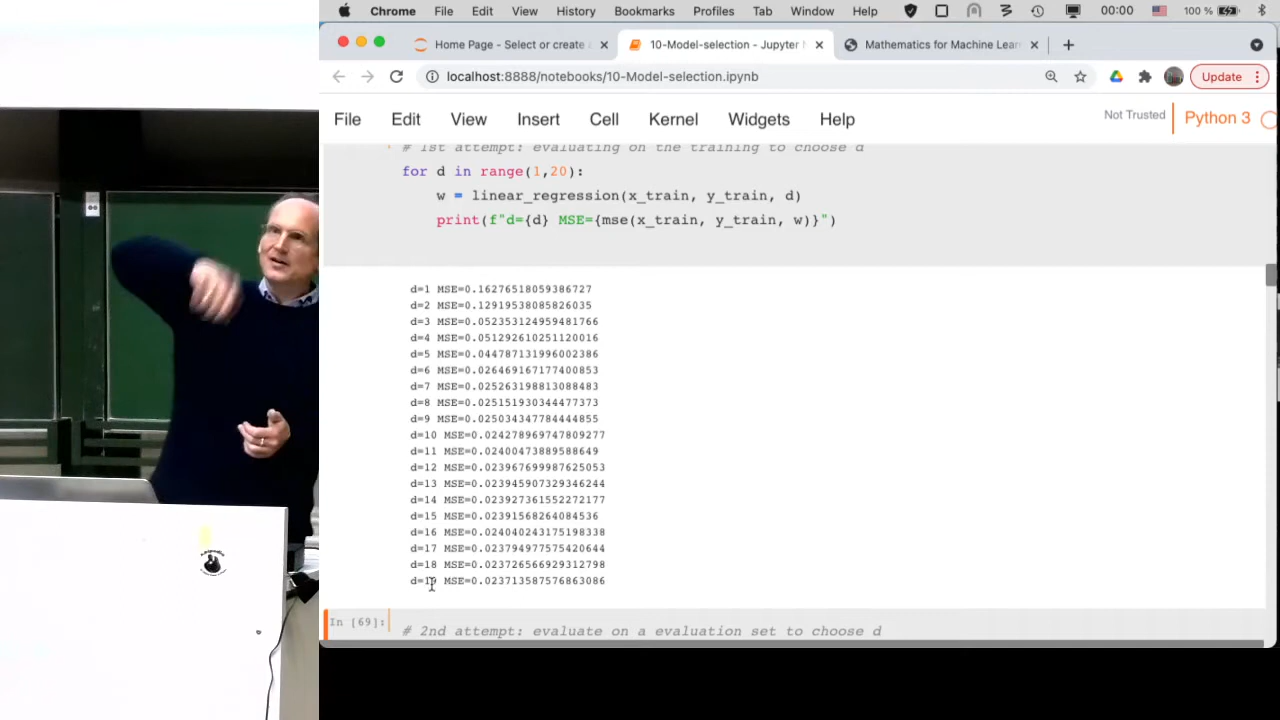 Chrome File Edit View History Bookmarks Profiles Tab Window Help 00:00 100 %
Home Page - Select or create a
10-Model-selection - Jupyter
Mathematics for Machine Lear
localhost:8888/notebooks/10-Model-selection.ipynb
Update
File Edit View Insert Cell Kernel Widgets Help
Not Trusted
Python 3
# 1st attempt: evaluating on the training to choose d
for d in range(1,20):
w = linear_regression(x_train, y_train, d)
print(f"d={d} MSE={mse(x_train, y_train, w)}")
d=1 MSE=0.16276518059386727
d=2 MSE=0.12919538085826035
d=3 MSE=0.052353124959481766
d=4 MSE=0.051292610251120016
d=5 MSE=0.044787131996002386
d=6 MSE=0.026469167177400853
d=7 MSE=0.025263198813088483
d=8 MSE=0.025151930344477373
d=9 MSE=0.025034347784444855
d=10 MSE=0.024278969747809277
d=11 MSE=0.02400473889588649
d=12 MSE=0.023967699987625053
d=13 MSE=0.023945907329346244
d=14 MSE=0.023927361552272177
d=15 MSE=0.02391568264084536
d=16 MSE=0.024040243175198338
d=17 MSE=0.023794977575420644
d=18 MSE=0.023726566929312798
d=19 MSE=0.023713587576863086
In [69]:
# 2nd attempt: evaluate on a evaluation set to choose d